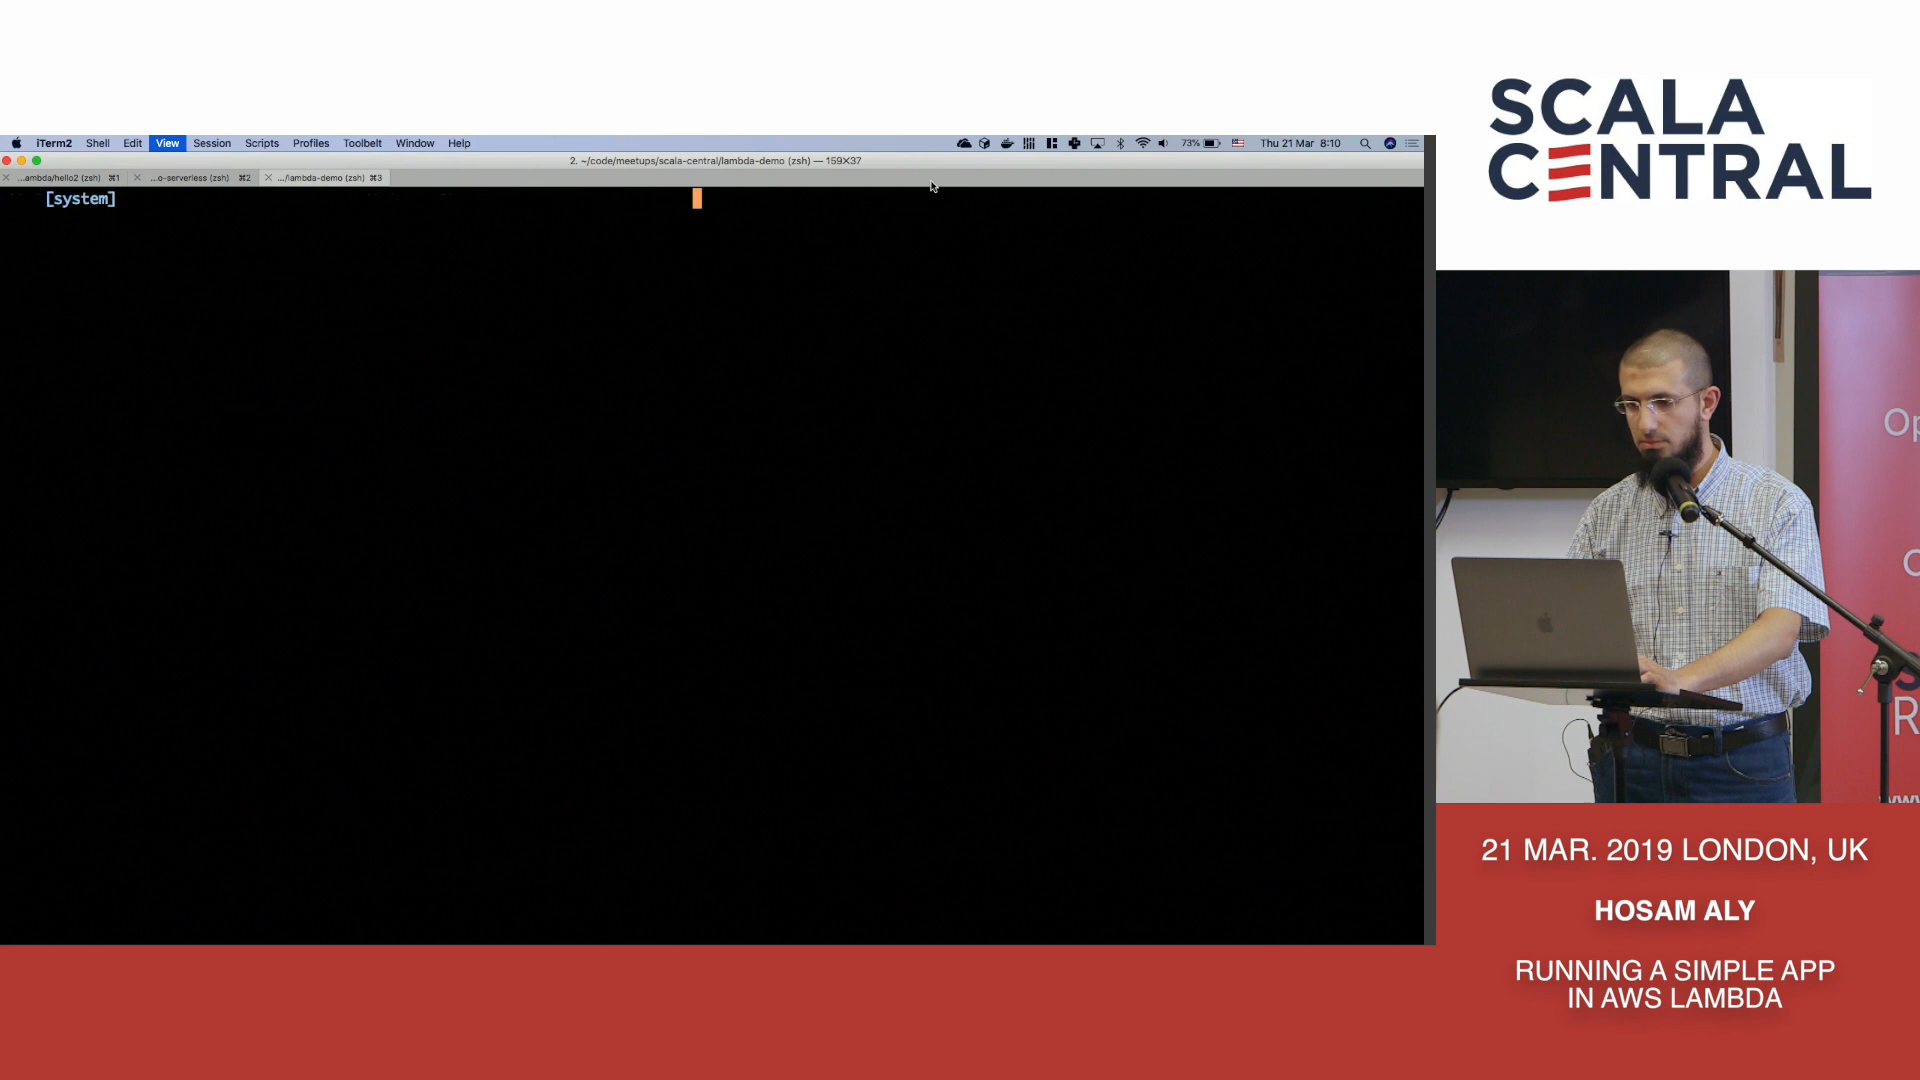 SCALA
CENTRAL
iTerm2 Shell Edit View Session Scripts Profiles Toolbelt Window Help
73% Thu 21 Mar 8:10
2. ~/code/meetups/scala-central/lambda-demo (zsh) — 159×37
...ambda/hello2 (zsh) ⌘1 ...o-serverless (zsh) ⌘2 .../lambda-demo (zsh) ⌘3
[system]
Op
R
www
21 MAR. 2019 LONDON, UK
HOSAM ALY
RUNNING A SIMPLE APP
IN AWS LAMBDA